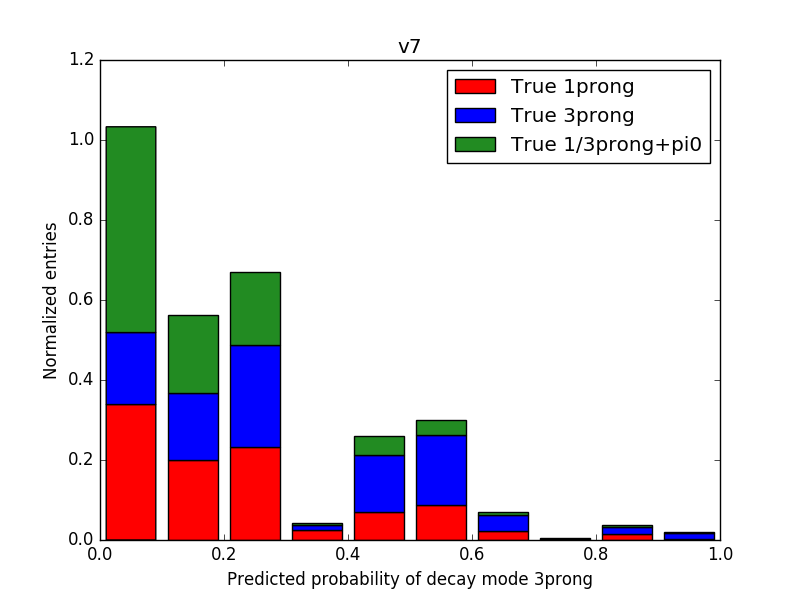 v7
True 1prong
True 3prong
True 1/3prong+pi0
Normalized entries
1.2
1.0
0.8
0.6
0.4
0.2
0.0
0.0 0.2 0.4 0.6 0.8 1.0
Predicted probability of decay mode 3prong